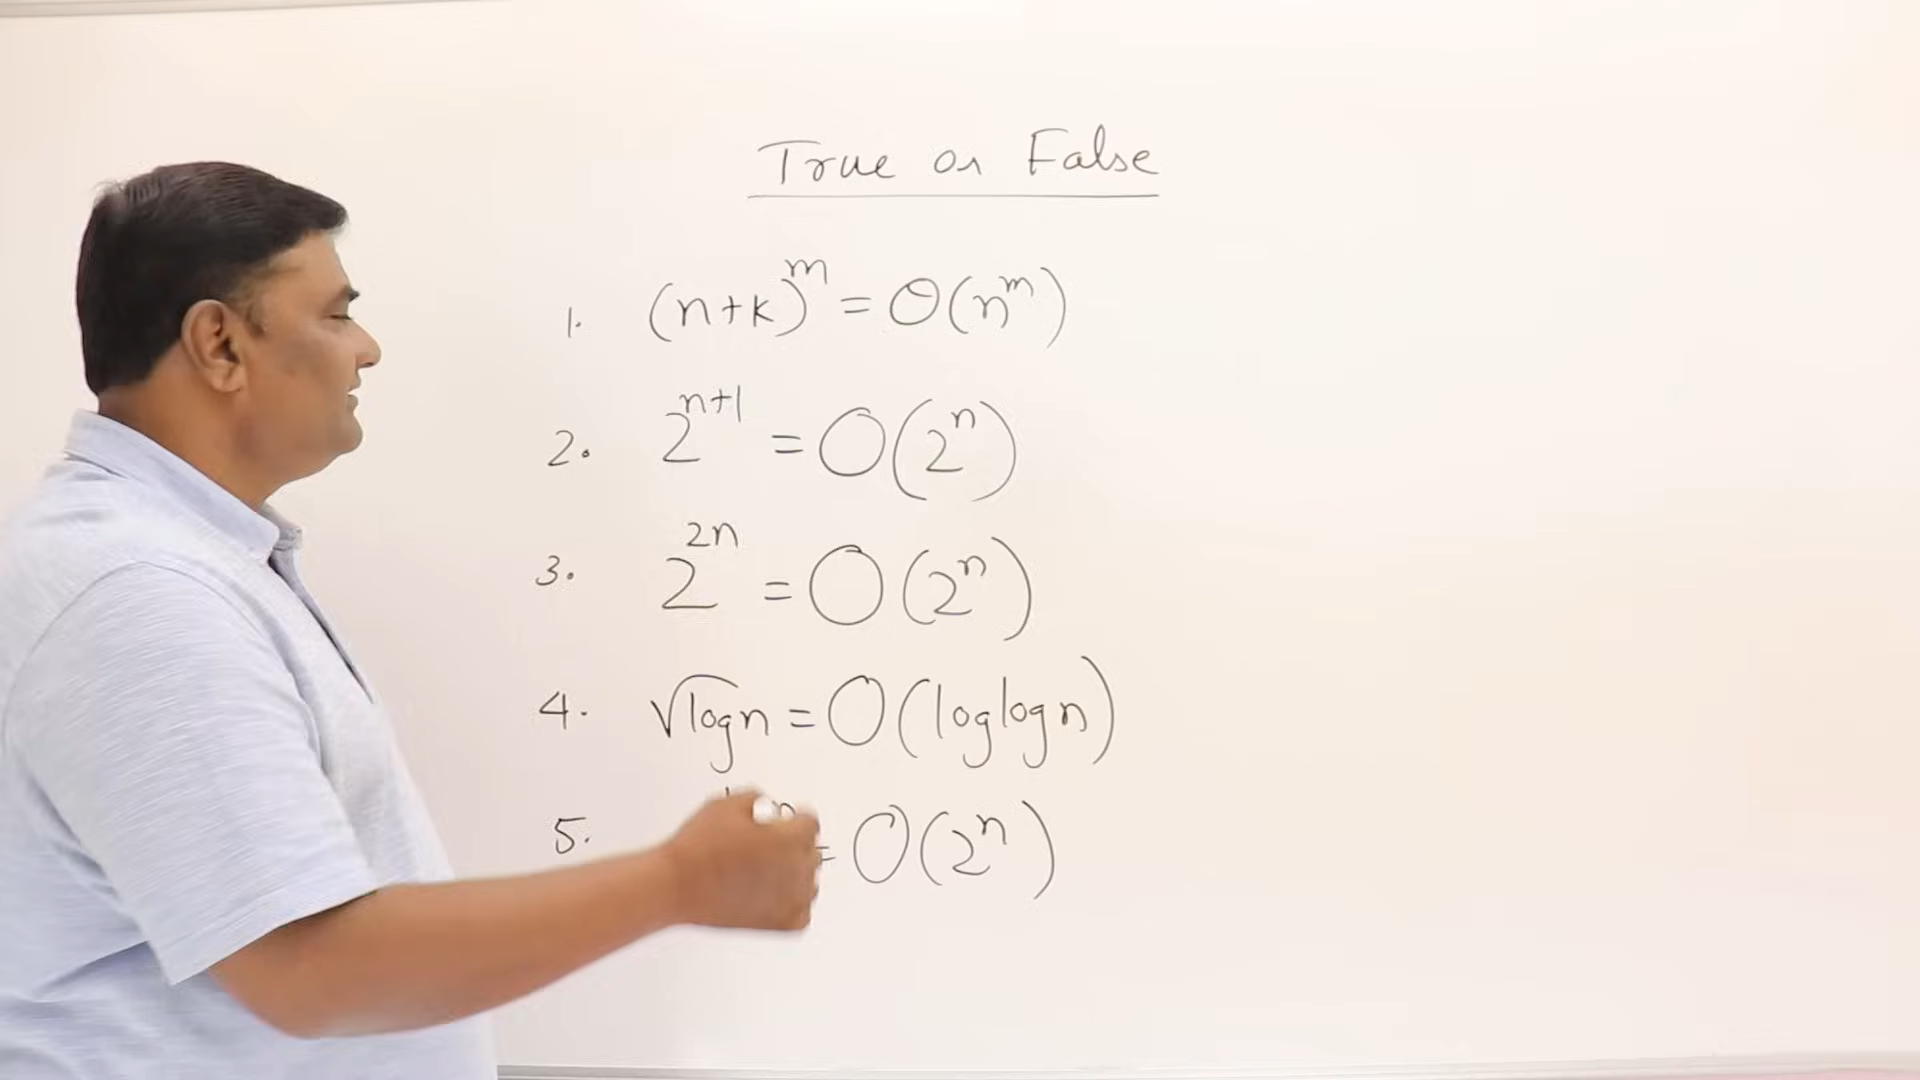 True or False
1. (n+k)^m = Θ(n^m)
2. 2^{n+1} = O(2^n)
3. 2^{2n} = O(2^n)
4. √logn = O(loglogn)
5. = O(2^n)